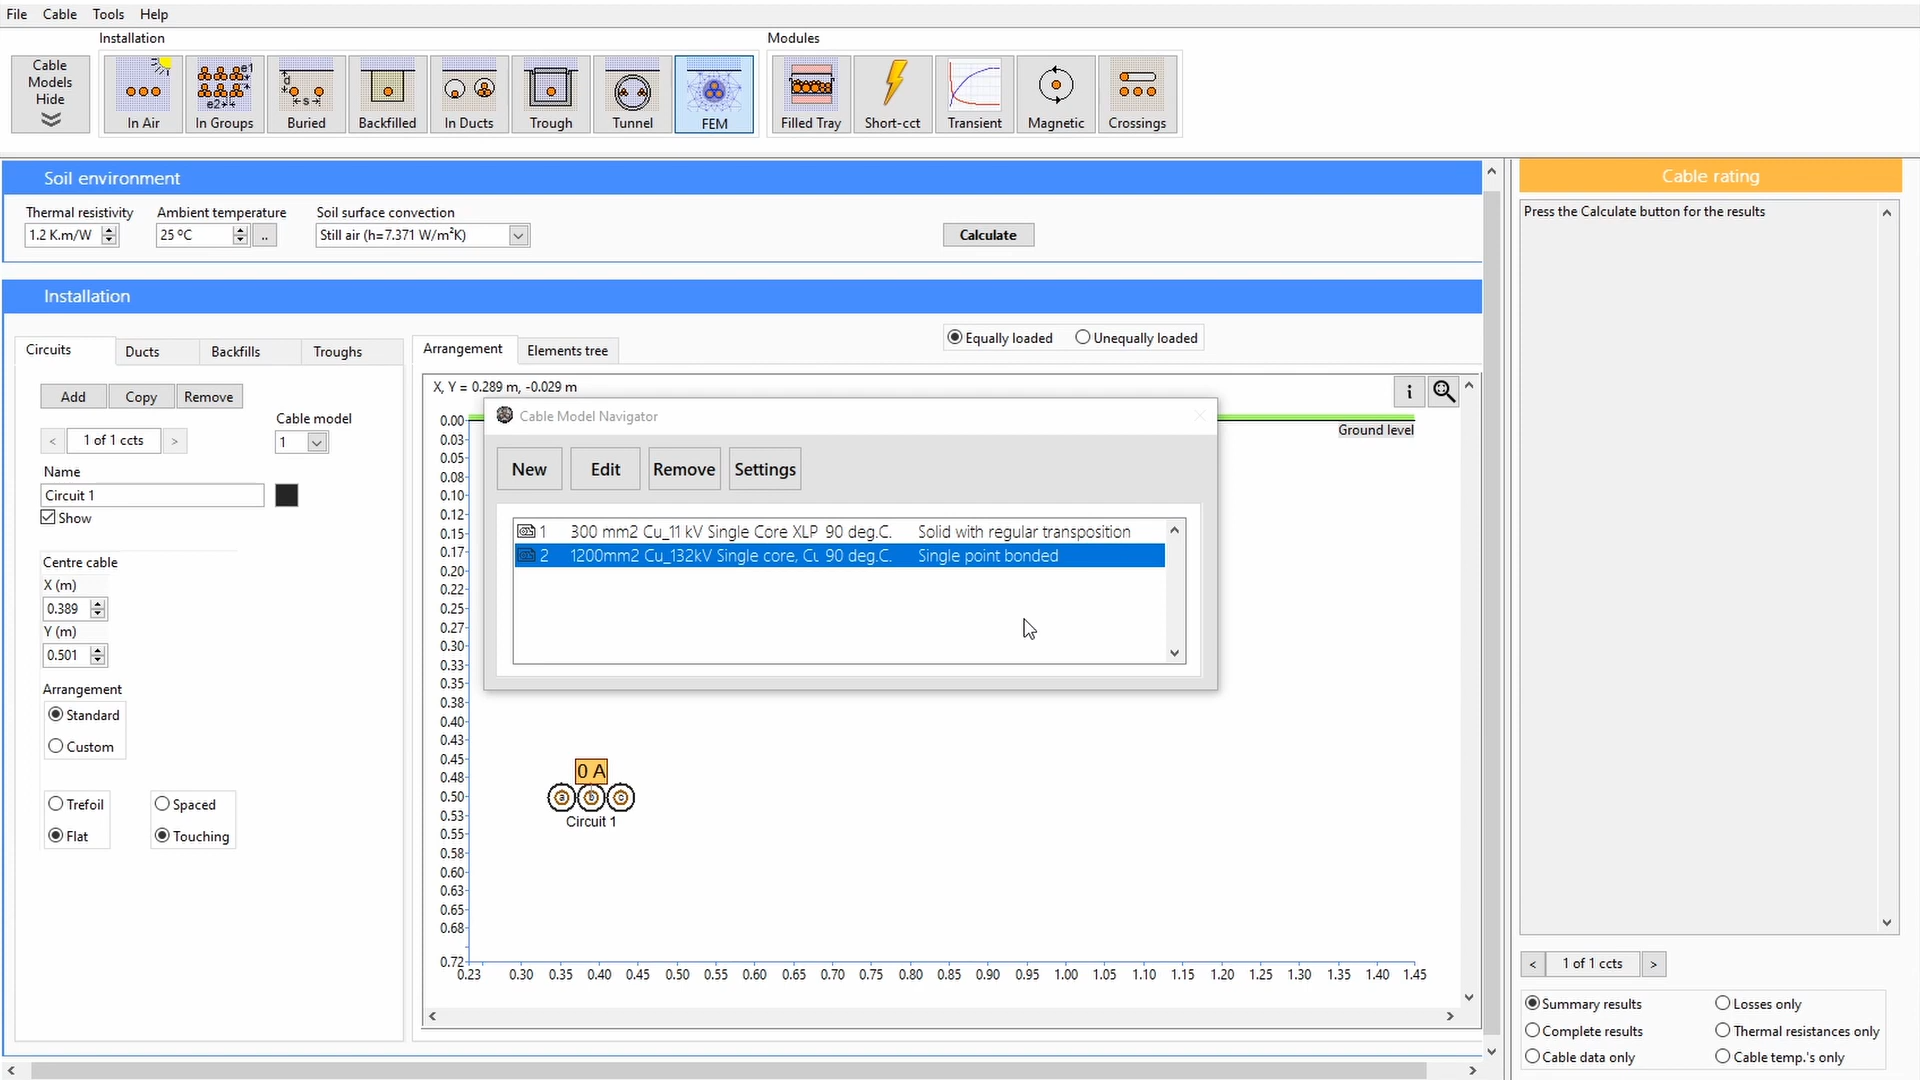 File Cable Tools Help
Installation
Modules
Cable Models Hide
In Air
e1
e2
In Groups
d
s
Buried
Backfilled
In Ducts
Trough
Tunnel
FEM
Filled Tray
Short-cct
Transient
Magnetic
Crossings
Soil environment
Thermal resistivity
Ambient temperature
Soil surface convection
1.2 K.m/W
25 ºC
..
Still air (h=7.371 W/m²K)
Calculate
Installation
Circuits
Ducts
Backfills
Troughs
Add
Copy
Remove
Cable model
<
1 of 1 ccts
>
1
Name
Circuit 1
Show
Centre cable
X (m)
0.389
Y (m)
0.501
Arrangement
Standard
Custom
Trefoil
Flat
Spaced
Touching
Arrangement
Elements tree
Equally loaded
Unequally loaded
X, Y = 0.289 m, -0.029 m
i
Ground level
Cable Model Navigator
New
Edit
Remove
Settings
1 300 mm2 Cu_11 kV Single Core XLP 90 deg.C. Solid with regular transposition
2 1200mm2 Cu_132kV Single core, Cu 90 deg.C. Single point bonded
0.00
0.03
0.05
0.08
0.10
0.12
0.15
0.17
0.20
0.22
0.25
0.27
0.30
0.33
0.35
0.38
0.40
0.43
0.45
0.48
0.50
0.53
0.55
0.58
0.60
0.63
0.65
0.68
0.72
0 A
a b c
Circuit 1
0.23 0.30 0.35 0.40 0.45 0.50 0.55 0.60 0.65 0.70 0.75 0.80 0.85 0.90 0.95 1.00 1.05 1.10 1.15 1.20 1.25 1.30 1.35 1.40 1.45
Cable rating
Press the Calculate button for the results
<
1 of 1 ccts
>
Summary results
Losses only
Complete results
Thermal resistances only
Cable data only
Cable temp.'s only